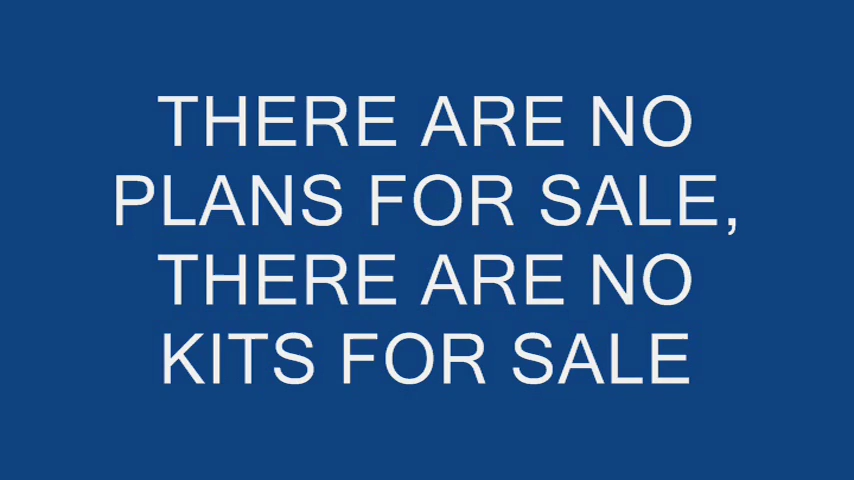 THERE ARE NO
PLANS FOR SALE,
THERE ARE NO
KITS FOR SALE